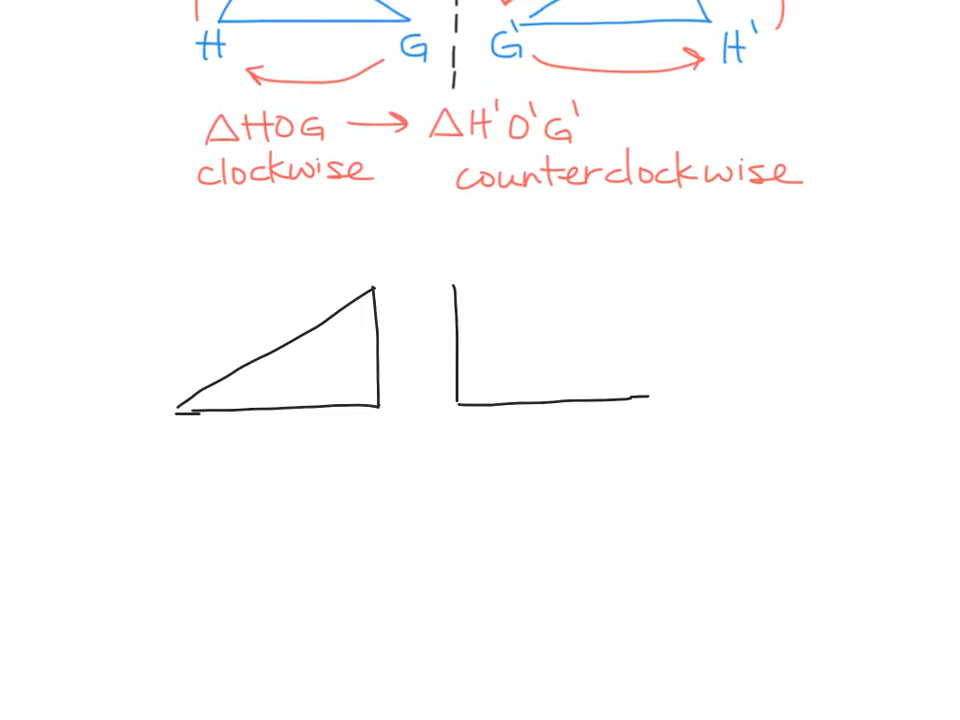 H G G' H'
△HOG → △H'O'G'
clockwise counterclockwise